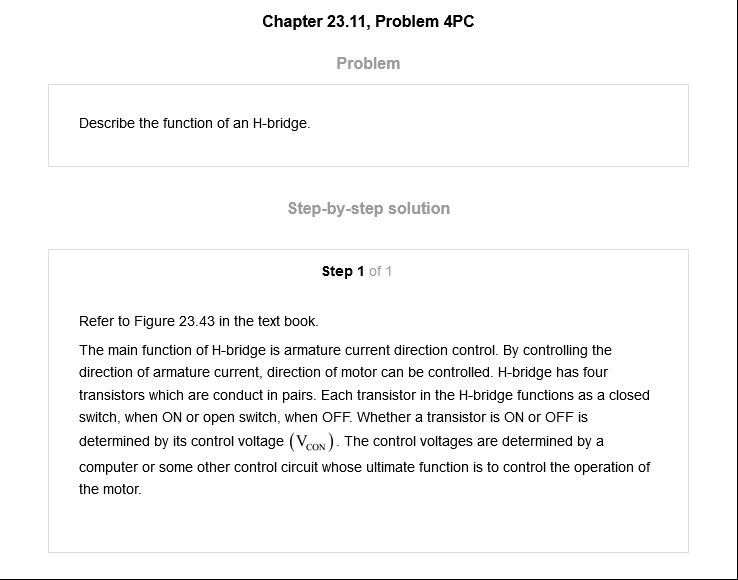 Chapter 23.11, Problem 4PC
Problem
Describe the function of an H-bridge.
Step-by-step solution
Step 1 of 1
Refer to Figure 23.43 in the text book.
The main function of H-bridge is armature current direction control. By controlling the
direction of armature current, direction of motor can be controlled. H-bridge has four
transistors which are conduct in pairs. Each transistor in the H-bridge functions as a closed
switch, when ON or open switch, when OFF. Whether a transistor is ON or OFF is
determined by its control voltage (V_CON). The control voltages are determined by a
computer or some other control circuit whose ultimate function is to control the operation of
the motor.